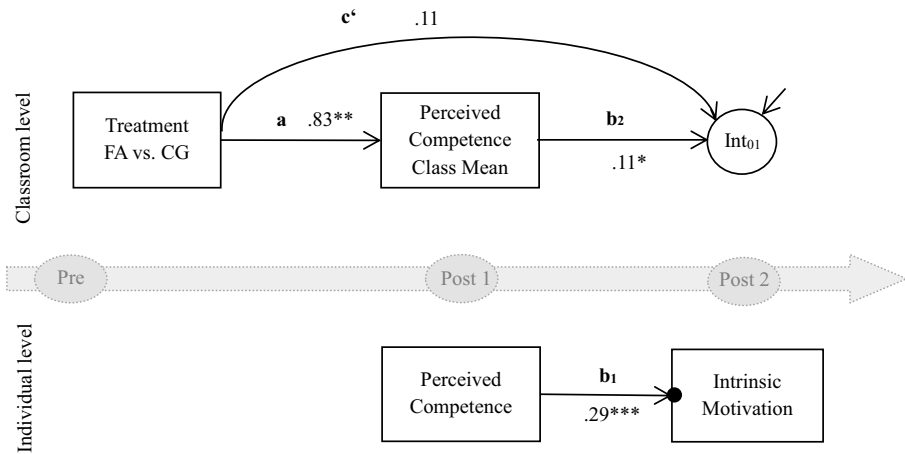 c‘ .11
Classroom level
Treatment
FA vs. CG
a .83**
Perceived
Competence
Class Mean
b₂
.11*
Int₀₁
Pre
Post 1
Post 2
Individual level
Perceived
Competence
b₁
.29***
Intrinsic
Motivation